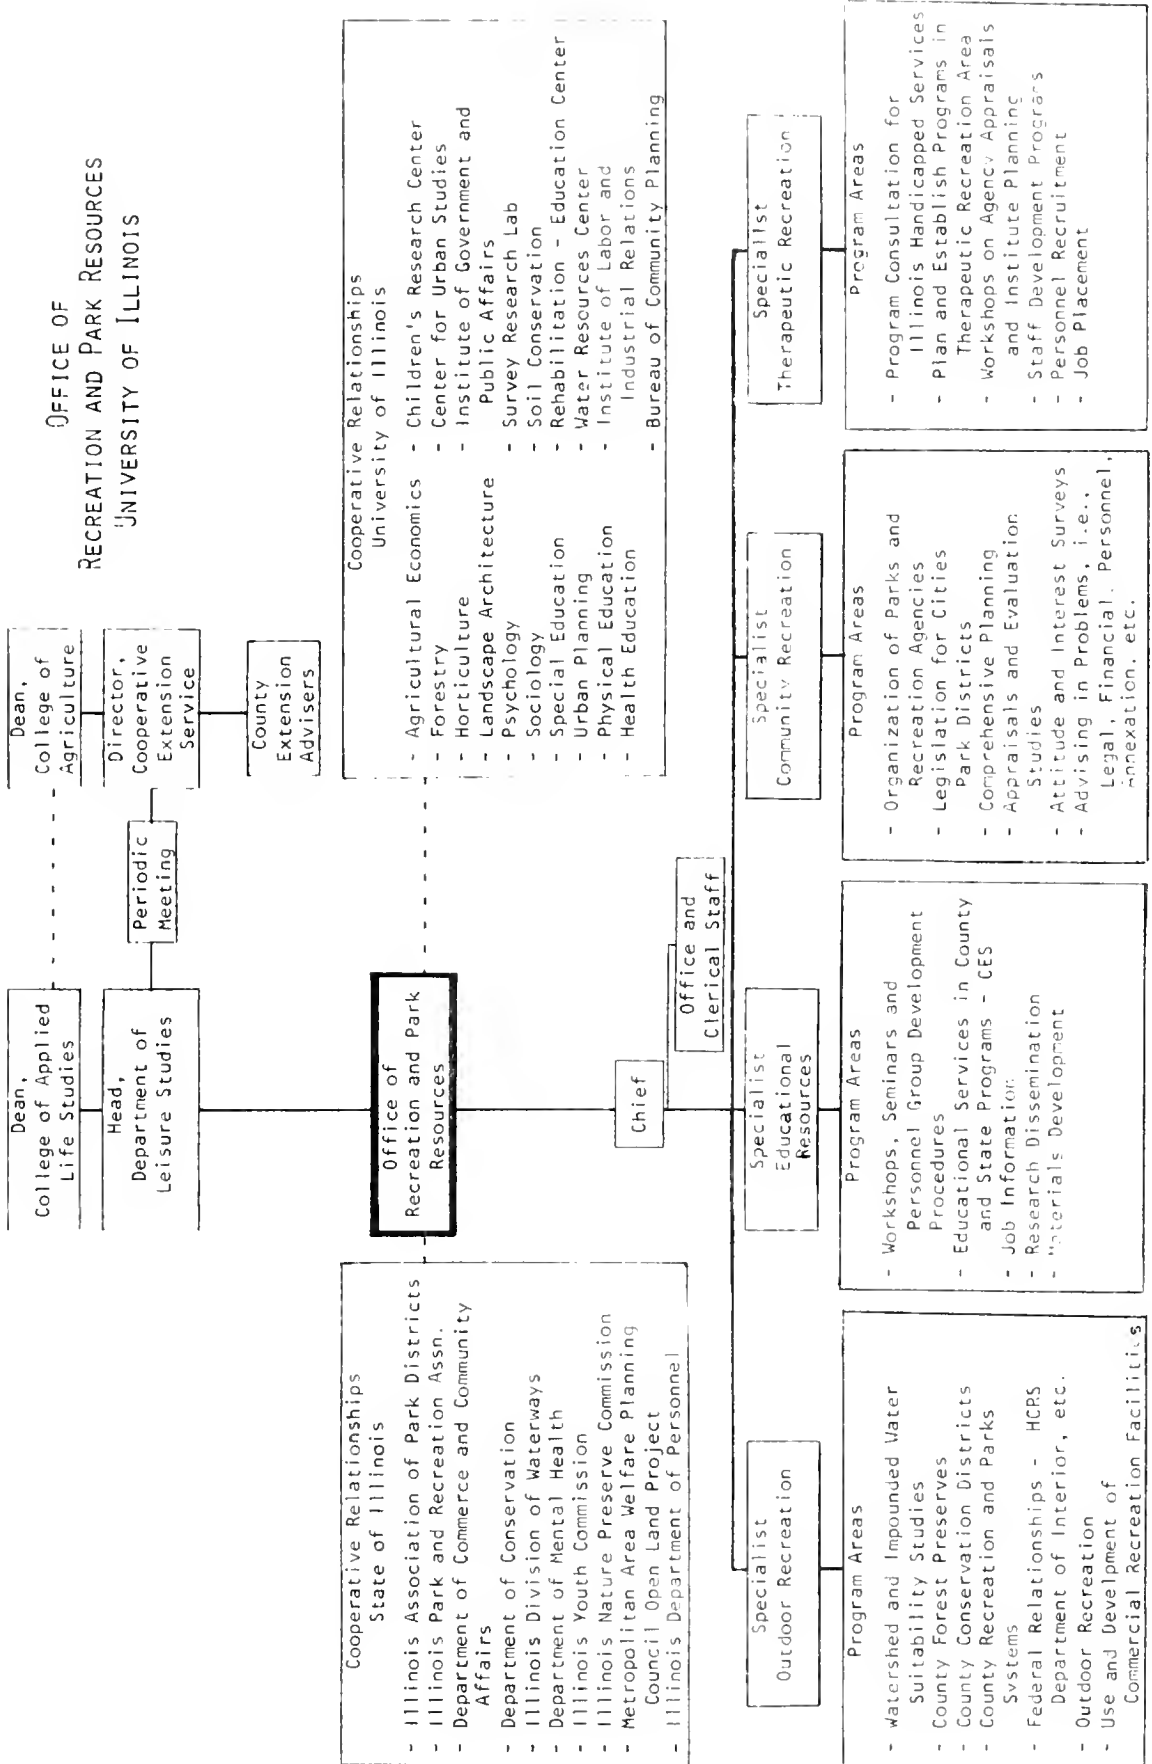 OFFICE OF
RECREATION AND PARK RESOURCES
UNIVERSITY OF ILLINOIS
Dean,
College of Applied
Life Studies
Dean,
College of
Agriculture
Head,
Department of
Leisure Studies
Periodic
Meeting
Director,
Cooperative
Extension
Service
County
Extension
Advisers
Cooperative Relationships
State of Illinois
- Illinois Association of Park Districts
- Illinois Park and Recreation Assn.
- Department of Commerce and Community
Affairs
- Department of Conservation
- Illinois Division of Waterways
- Department of Mental Health
- Illinois Youth Commission
- Illinois Nature Preserve Commission
- Metropolitan Area Welfare Planning
Council Open Land Project
- Illinois Department of Personnel
Office of
Recreation and Park
Resources
Cooperative Relationships
University of Illinois
- Agricultural Economics
- Forestry
- Horticulture
- Landscape Architecture
- Psychology
- Sociology
- Special Education
- Urban Planning
- Physical Education
- Health Education
- Children's Research Center
- Center for Urban Studies
- Institute of Government and
Public Affairs
- Survey Research Lab
- Soil Conservation
- Rehabilitation - Education Center
- Water Resources Center
- Institute of Labor and
Industrial Relations
- Bureau of Community Planning
Chief
Office and
Clerical Staff
Specialist
Outdoor Recreation
Specialist
Educational
Resources
Specialist
Community Recreation
Specialist
Therapeutic Recreation
Program Areas
- Watershed and Impounded Water
Suitability Studies
- County Forest Preserves
- County Conservation Districts
- County Recreation and Parks
Systems
- Federal Relationships - HCRS
Department of Interior, etc.
- Outdoor Recreation
- Use and Develpment of
Commercial Recreation Facilities
Program Areas
- Workshops, Seminars and
Personnel Group Development
Procedures
- Educational Services in County
and State Programs - CES
- Job Information
- Research Dissemination
- Materials Development
Program Areas
- Organization of Parks and
Recreation Agencies
- Legislation for Cities
Park Districts
- Comprehensive Planning
- Appraisals and Evaluation
Studies
- Attitude and Interest Surveys
- Advising in Problems, i.e.,
Legal, Financial, Personnel,
Annexation, etc.
Program Areas
- Program Consultation for
Illinois Handicapped Services
- Plan and Establish Programs in
Therapeutic Recreation Area
- Workshops on Agency Appraisals
and Institute Planning
- Staff Development Programs
- Personnel Recruitment
- Job Placement